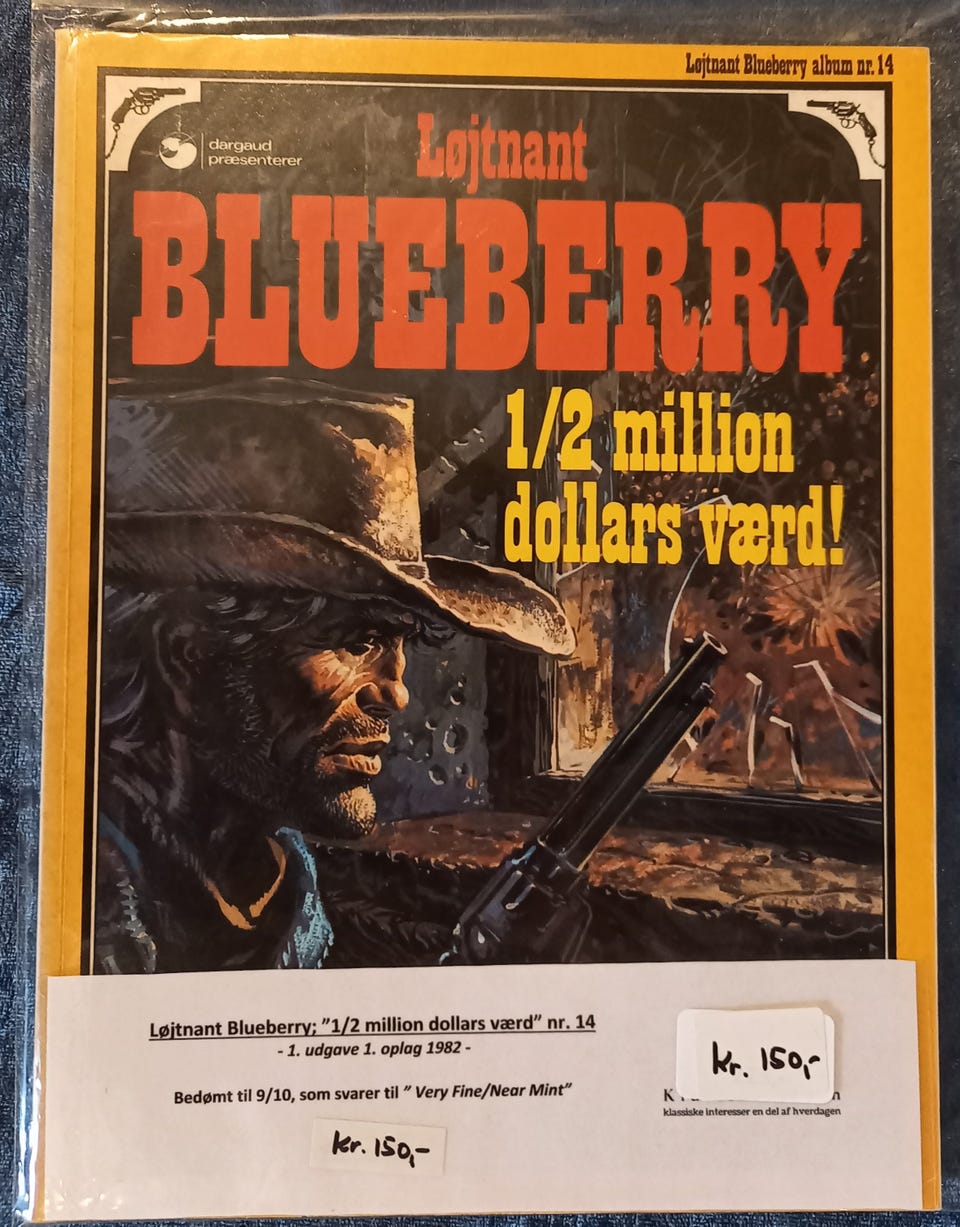 Løjtnant Blueberry album nr. 14
dargaud
præsenterer
Løjtnant
BLUEBERRY
1/2 million
dollars værd!
Løjtnant Blueberry; ”1/2 million dollars værd” nr. 14
- 1. udgave 1. oplag 1982 -
Bedømt til 9/10, som svarer til ” Very Fine/Near Mint”
kr. 150,-
klassiske interesser en del af hverdagen
kr. 150,-